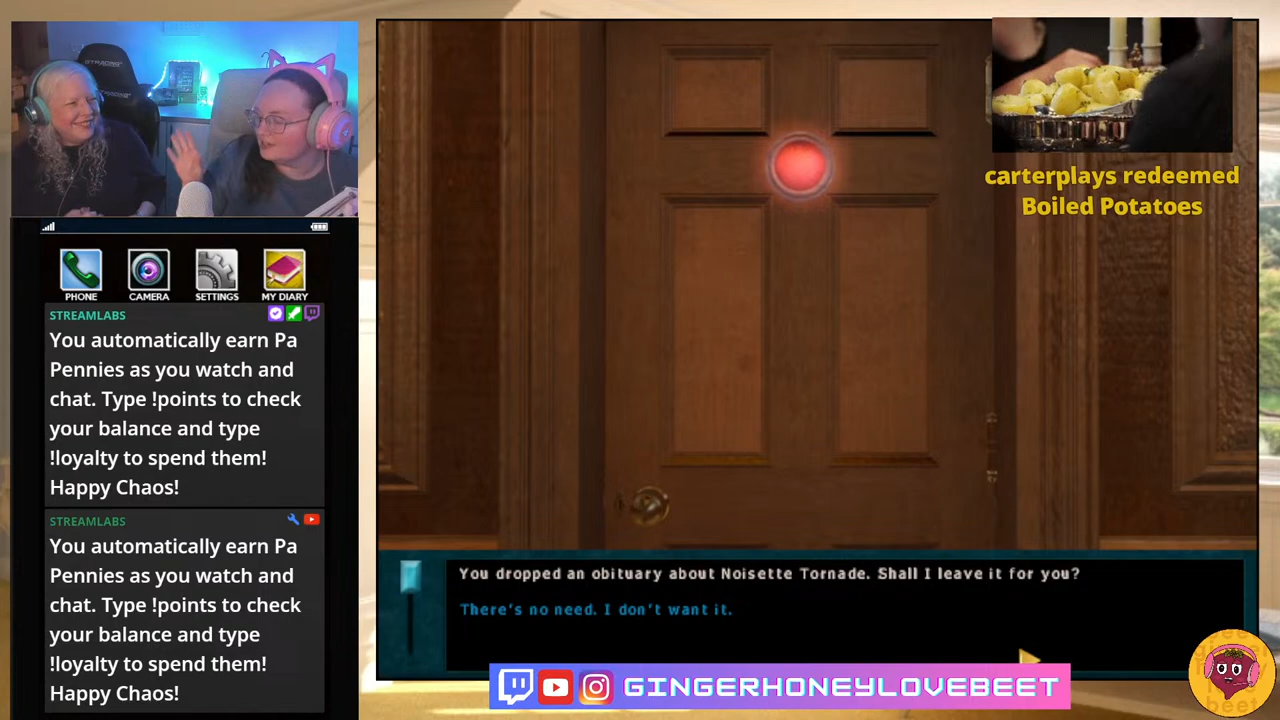 carterplays redeemed
Boiled Potatoes
PHONE
CAMERA
SETTINGS
MY DIARY
STREAMLABS
You automatically earn Pa
Pennies as you watch and
chat. Type !points to check
your balance and type
!loyalty to spend them!
Happy Chaos!
STREAMLABS
You automatically earn Pa
Pennies as you watch and
chat. Type !points to check
your balance and type
!loyalty to spend them!
Happy Chaos!
You dropped an obituary about Noisette Tornade. Shall I leave it for you?
There's no need. I don't want it.
GINGERHONEYLOVEBEET